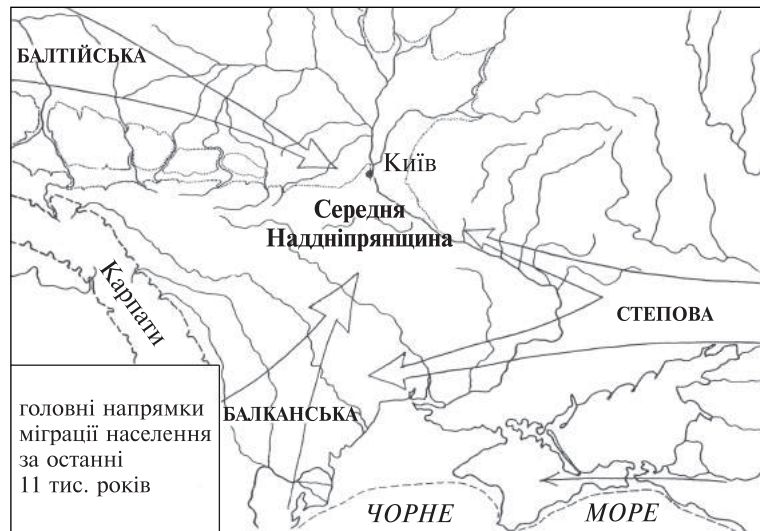 БАЛТІЙСЬКА
Київ
Середня
Наддніпрянщина
Карпати
СТЕПОВА
БАЛКАНСЬКА
головні напрямки
міграції населення
за останні
11 тис. років
ЧОРНЕ МОРЕ